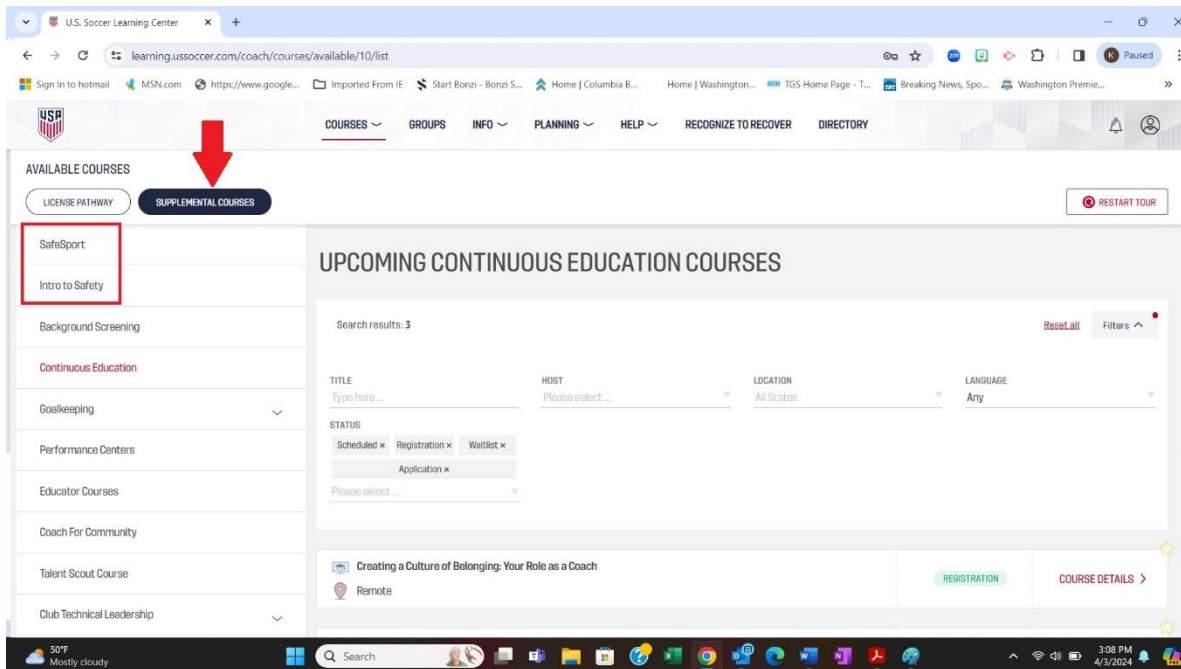 U.S. Soccer Learning Center
learning.ussoccer.com/coach/courses/available/10/list
Paused
Sign In to hotmail MSN.com https://www.google... Imported From IE Start Bonzi - Bonzi S... Home | Columbia B... Home | Washington... TGS Home Page - T... Breaking News, Spo... Washington Premie...
USA
COURSES GROUPS INFO PLANNING HELP RECOGNIZE TO RECOVER DIRECTORY
AVAILABLE COURSES
LICENSE PATHWAY SUPPLEMENTAL COURSES RESTART TOUR
SafeSport
Intro to Safety
Background Screening
Continuous Education
Goalkeeping
Performance Centers
Educator Courses
Coach For Community
Talent Scout Course
Club Technical Leadership
UPCOMING CONTINUOUS EDUCATION COURSES
Search results: 3 Reset all Filters
TITLE HOST LOCATION LANGUAGE
Type here ... Please select ... All States Any
STATUS
Scheduled × Registration × Waitlist ×
Application ×
Please select ...
Creating a Culture of Belonging: Your Role as a Coach
Remote
REGISTRATION COURSE DETAILS
50°F
Mostly cloudy
Search
3:08 PM
4/3/2024